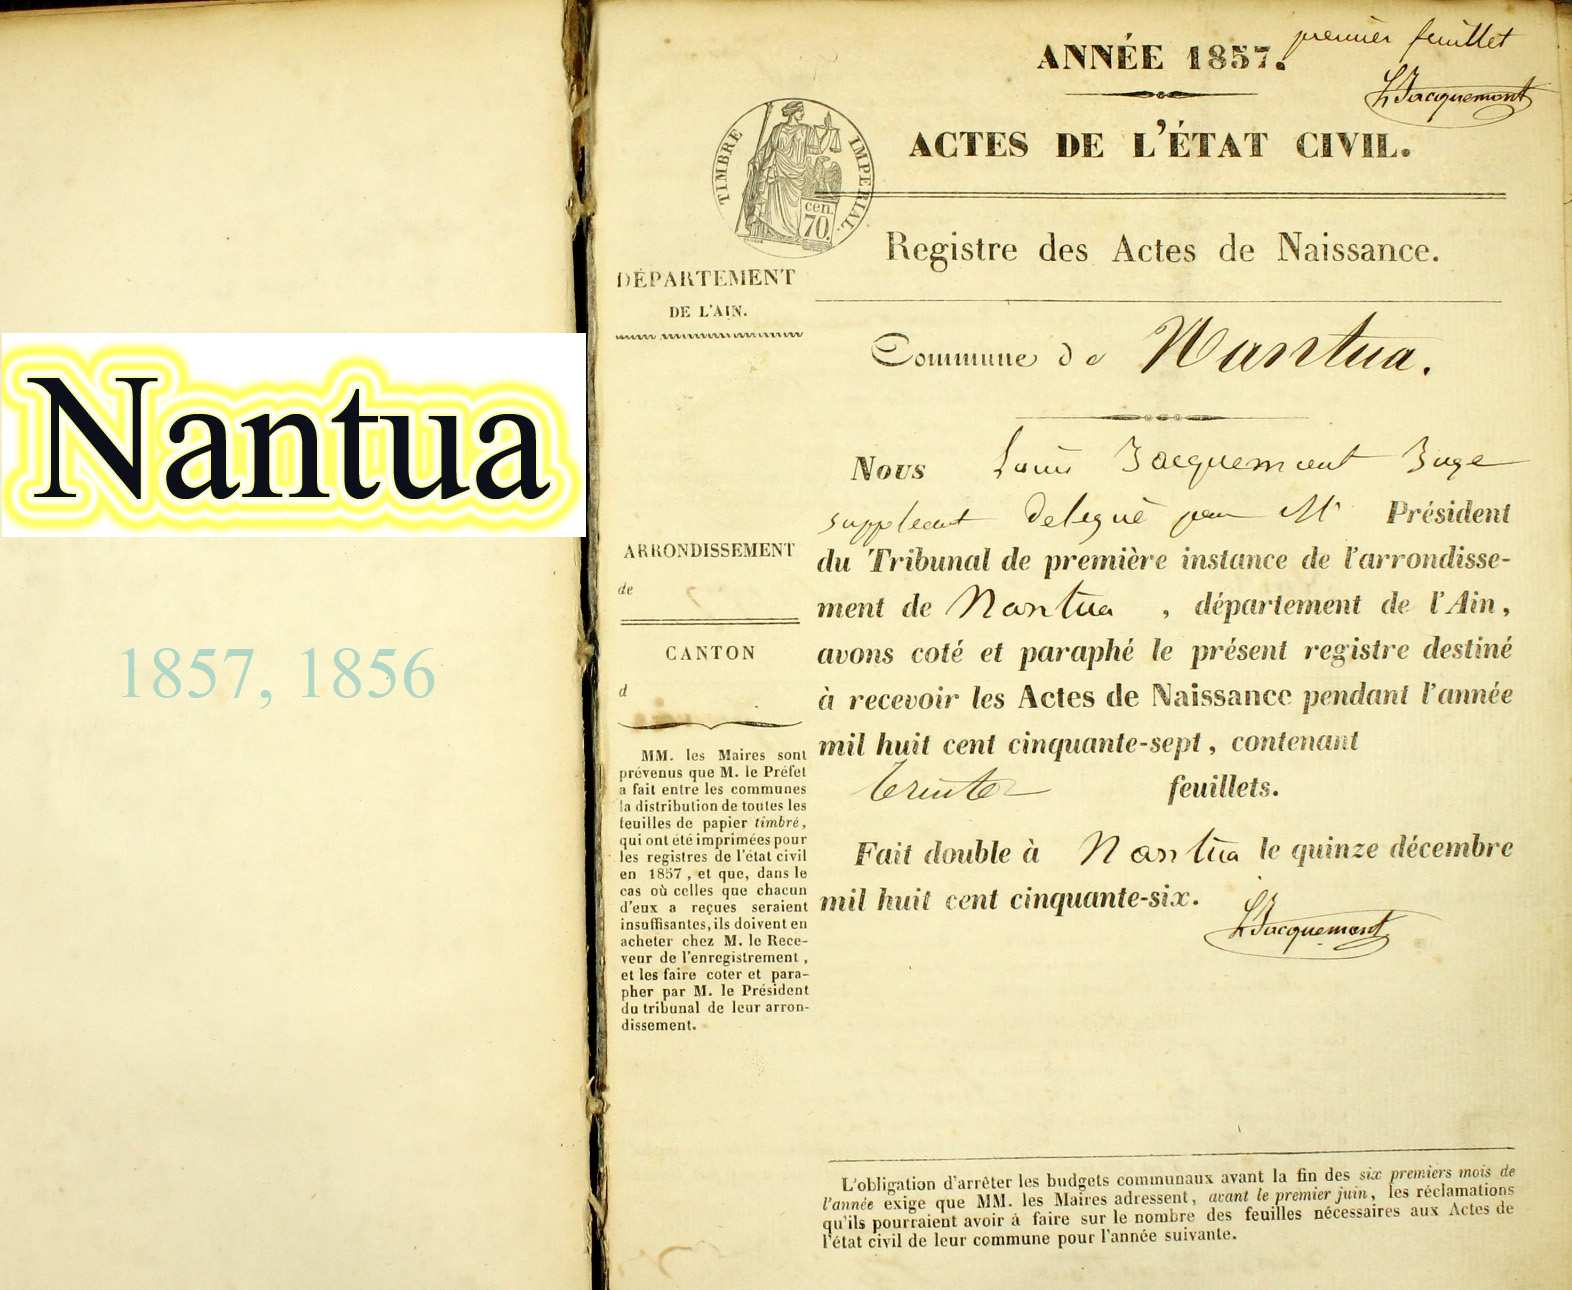 Nantua
1857, 1856
premier feuillet
LJacquemont
ANNÉE 1857.
ACTES DE L'ÉTAT CIVIL.
TIMBRE IMPÉRIAL.
cen.
70.
Registre des Actes de Naissance.
DÉPARTEMENT
DE L'AIN.
Commune de Nantua.
ARRONDISSEMENT
de
CANTON
d
MM. les Maires sont
prévenus que M. le Préfet
a fait entre les communes
la distribution de toutes les
feuilles de papier timbré,
qui ont été imprimées pour
les registres de l'état civil
en 1857, et que, dans le
cas où celles que chacun
d'eux a reçues seraient
insuffisantes, ils doivent en
acheter chez M. le Rece-
veur de l'enregistrement,
et les faire coter et para-
pher par M. le Président
du tribunal de leur arron-
dissement.
Nous Louis Jacquemont Juge
suppleant délegué par Mr Président
du Tribunal de première instance de l'arrondisse-
ment de Nantua, département de l'Ain,
avons coté et paraphé le présent registre destiné
à recevoir les Actes de Naissance pendant l'année
mil huit cent cinquante-sept, contenant
trente feuillets.
Fait double à Nantua le quinze décembre
mil huit cent cinquante-six.
LJacquemont
L'obligation d'arrêter les budgets communaux avant la fin des six premiers mois de
l'année exige que MM. les Maires adressent, avant le premier juin, les réclamations
qu'ils pourraient avoir à faire sur le nombre des feuilles nécessaires aux Actes de
l'état civil de leur commune pour l'année suivante.